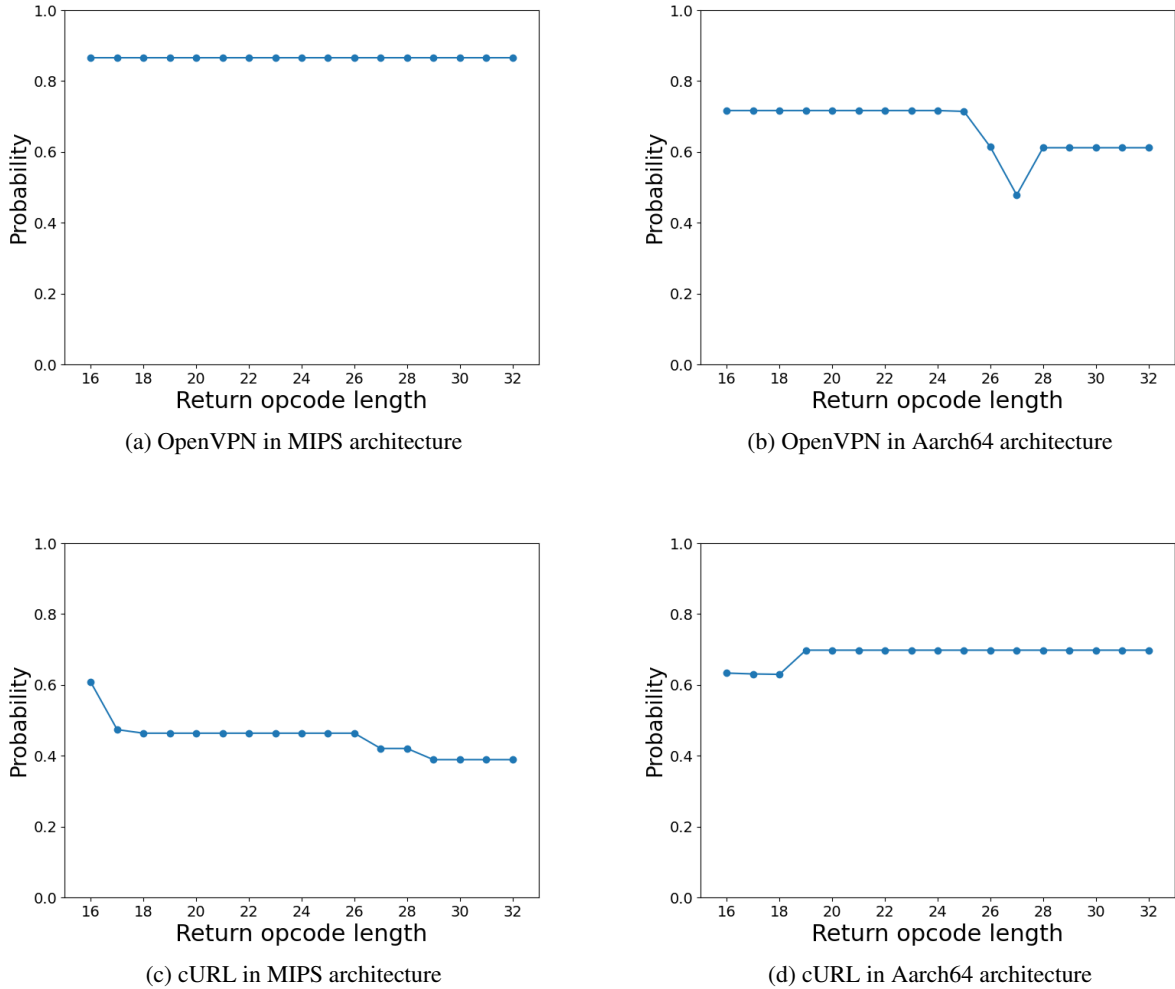 1.0
0.8
0.6
0.4
0.2
0.0
Probability
16 18 20 22 24 26 28 30 32
Return opcode length
(a) OpenVPN in MIPS architecture
1.0
0.8
0.6
0.4
0.2
0.0
Probability
16 18 20 22 24 26 28 30 32
Return opcode length
(b) OpenVPN in Aarch64 architecture
1.0
0.8
0.6
0.4
0.2
0.0
Probability
16 18 20 22 24 26 28 30 32
Return opcode length
(c) cURL in MIPS architecture
1.0
0.8
0.6
0.4
0.2
0.0
Probability
16 18 20 22 24 26 28 30 32
Return opcode length
(d) cURL in Aarch64 architecture